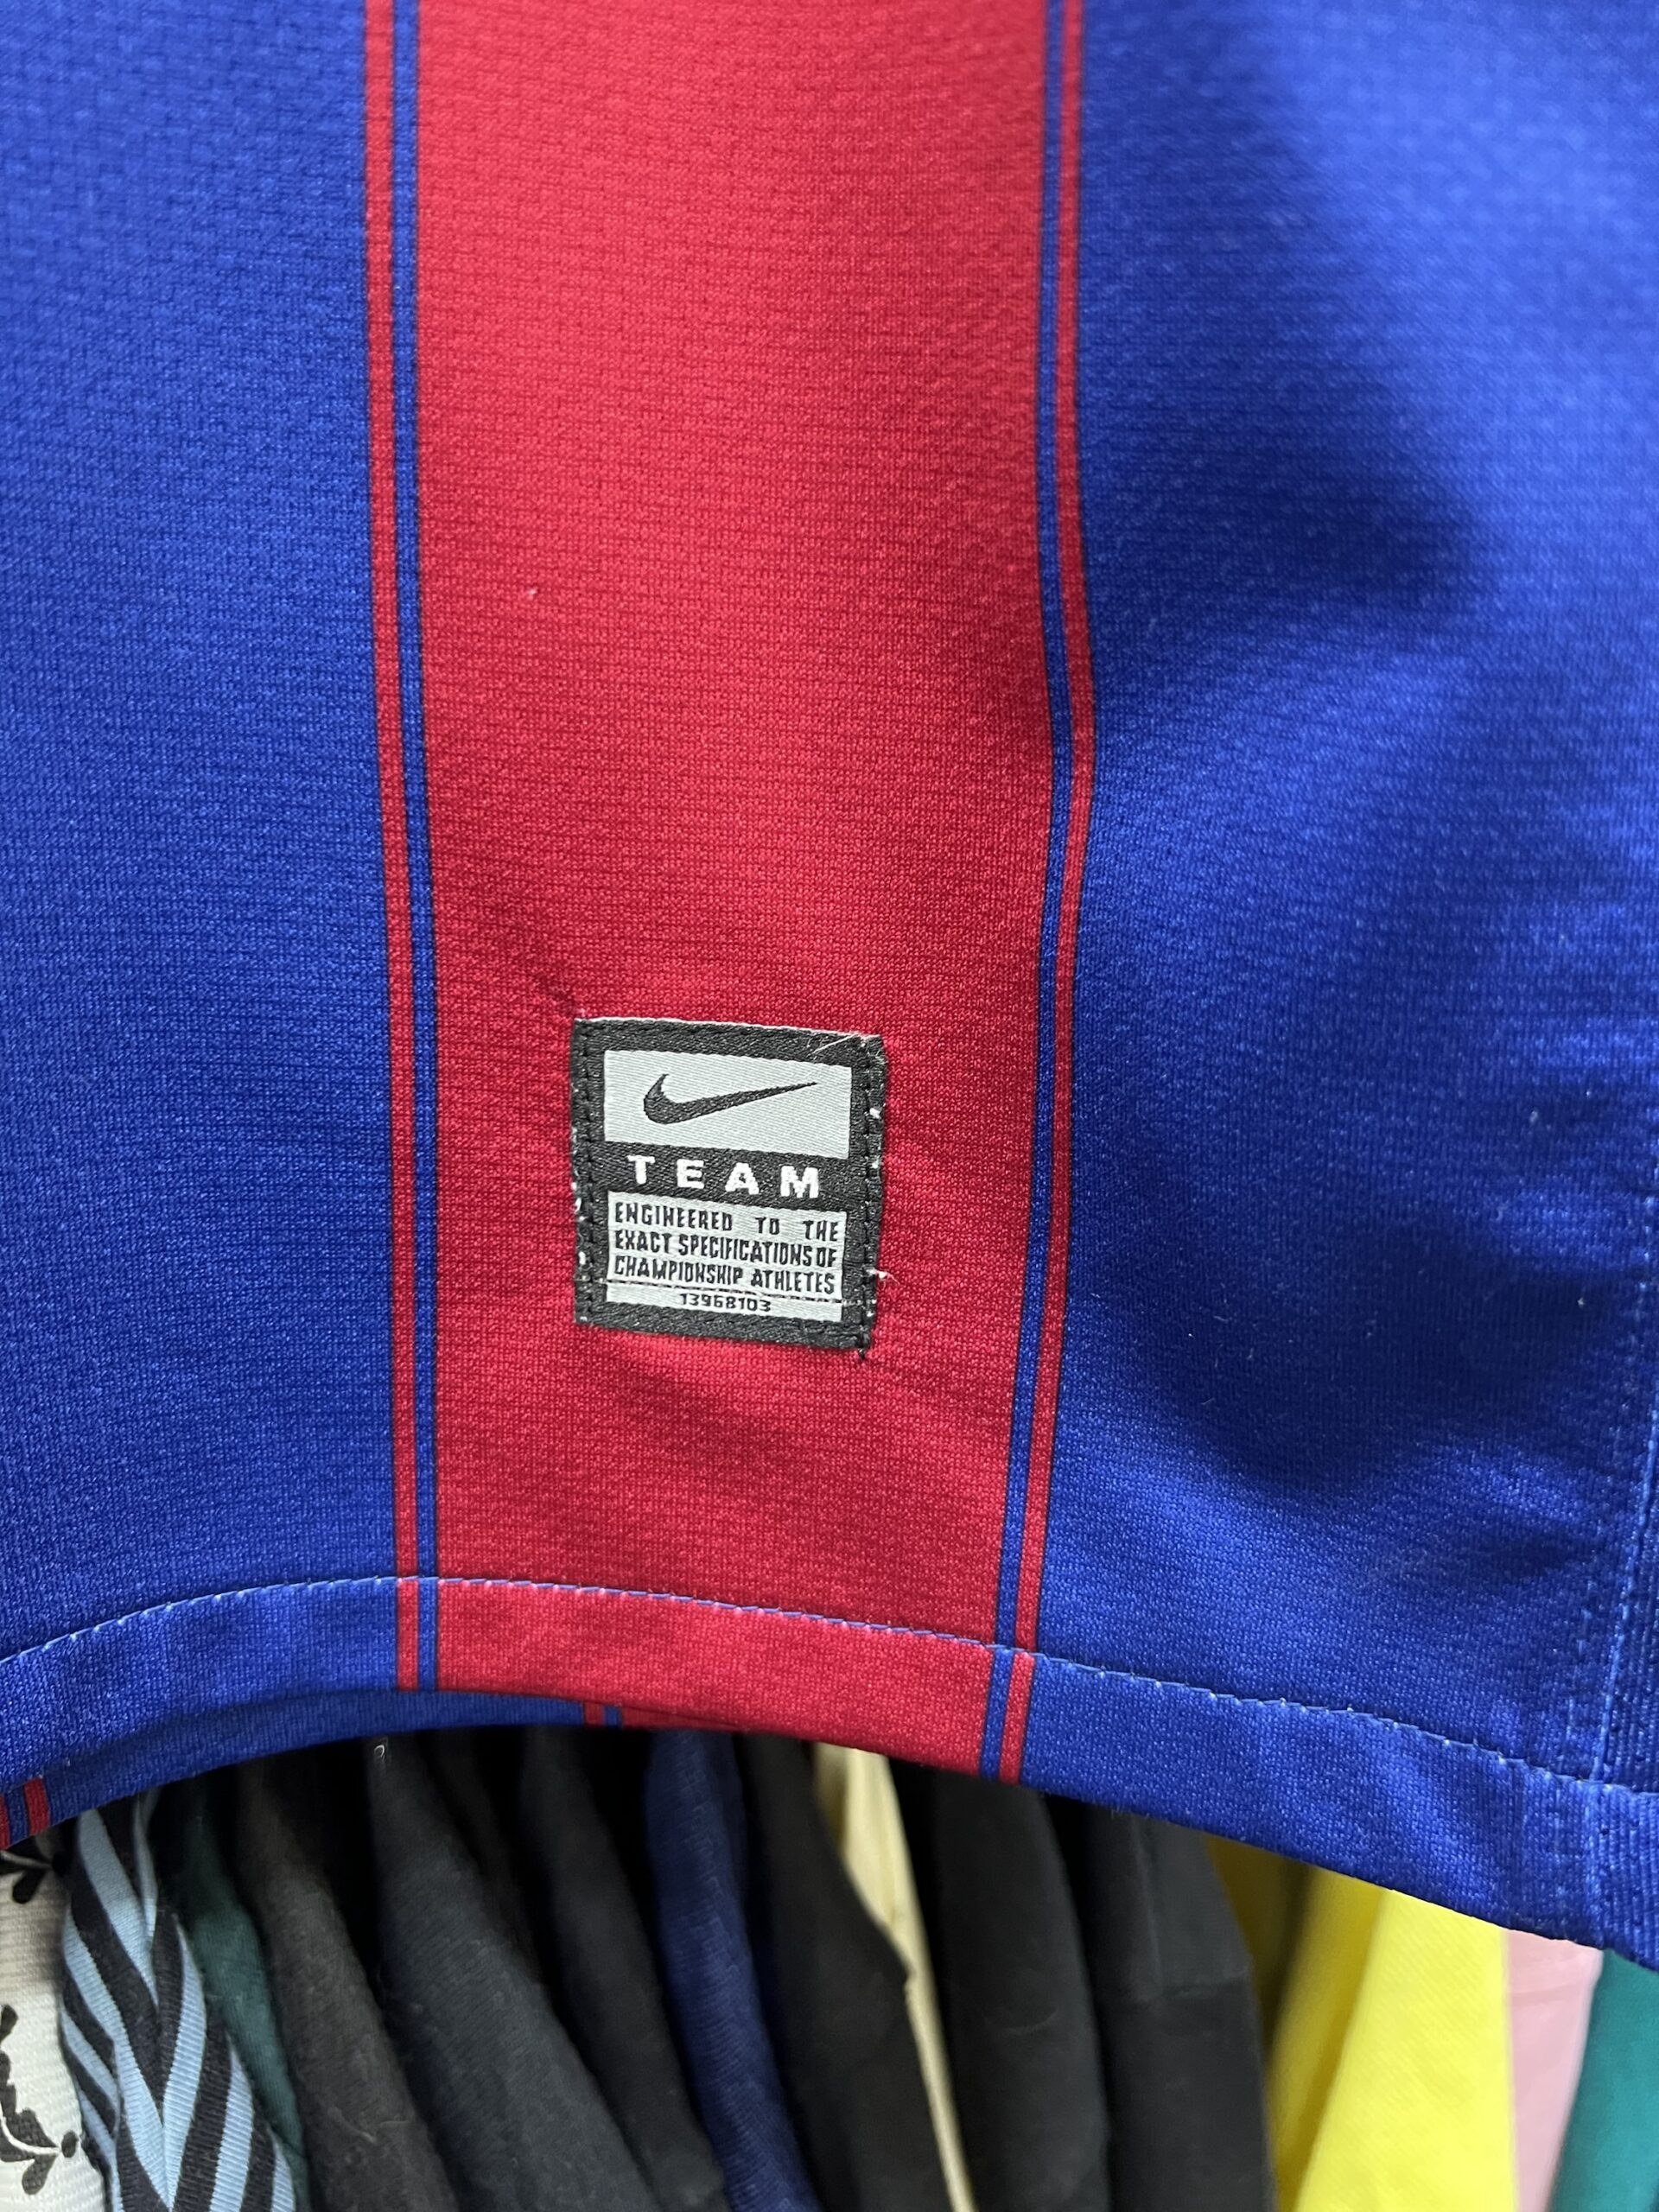 TEAM
ENGINEERED TO THE
EXACT SPECIFICATIONS OF
CHAMPIONSHIP ATHLETES
13968103